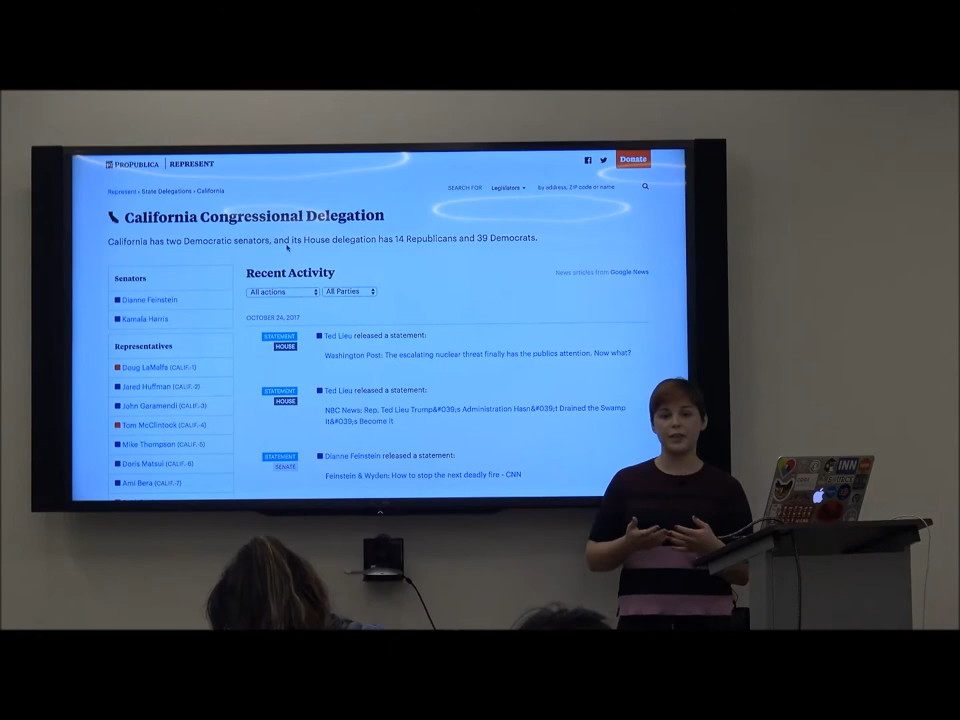 PROPUBLICA | REPRESENT
Donate
Represent › State Delegations › California
SEARCH FOR Legislators by address, ZIP code or name
California Congressional Delegation
California has two Democratic senators, and its House delegation has 14 Republicans and 39 Democrats.
Senators
Dianne Feinstein
Kamala Harris
Representatives
Doug LaMalfa (CALIF.-1)
Jared Huffman (CALIF.-2)
John Garamendi (CALIF.-3)
Tom McClintock (CALIF.-4)
Mike Thompson (CALIF.-5)
Doris Matsui (CALIF.-6)
Ami Bera (CALIF.-7)
Recent Activity
News articles from Google News
All actions All Parties
OCTOBER 24, 2017
STATEMENT
HOUSE
Ted Lieu released a statement:
Washington Post: The escalating nuclear threat finally has the publics attention. Now what?
STATEMENT
HOUSE
Ted Lieu released a statement:
NBC News: Rep. Ted Lieu Trump&#039;s Administration Hasn&#039;t Drained the Swamp
It&#039;s Become It
STATEMENT
SENATE
Dianne Feinstein released a statement:
Feinstein & Wyden: How to stop the next deadly fire - CNN
INN